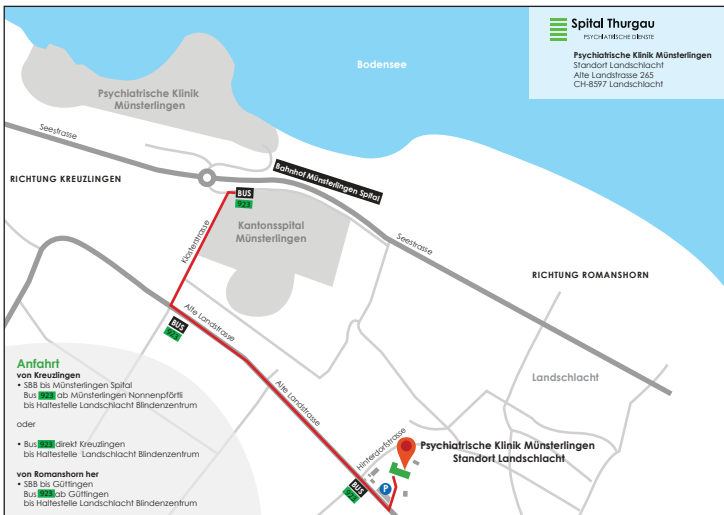 Spital Thurgau
PSYCHIATRISCHE DIENSTE
Psychiatrische Klinik Münsterlingen
Standort Landschlacht
Alte Landstrasse 265
CH-8597 Landschlacht
Bodensee
Psychiatrische Klinik
Münsterlingen
Seestrasse
RICHTUNG KREUZLINGEN
Bahnhof Münsterlingen Spital
BUS
923
Kantonsspital
Münsterlingen
Klosterstrasse
Seestrasse
RICHTUNG ROMANSHORN
BUS
923
Alte Landstrasse
Alte Landstrasse
Landschlacht
Hinterdorfstrasse
Psychiatrische Klinik Münsterlingen
Standort Landschlacht
P
BUS
923
Anfahrt
von Kreuzlingen
• SBB bis Münsterlingen Spital
Bus 923 ab Münsterlingen Nonnenpförtli
bis Haltestelle Landschlacht Blindenzentrum
oder
• Bus 923 direkt Kreuzlingen
bis Haltestelle Landschlacht Blindenzentrum
von Romanshorn her
• SBB bis Güttingen
Bus 923 ab Güttingen
bis Haltestelle Landschlacht Blindenzentrum